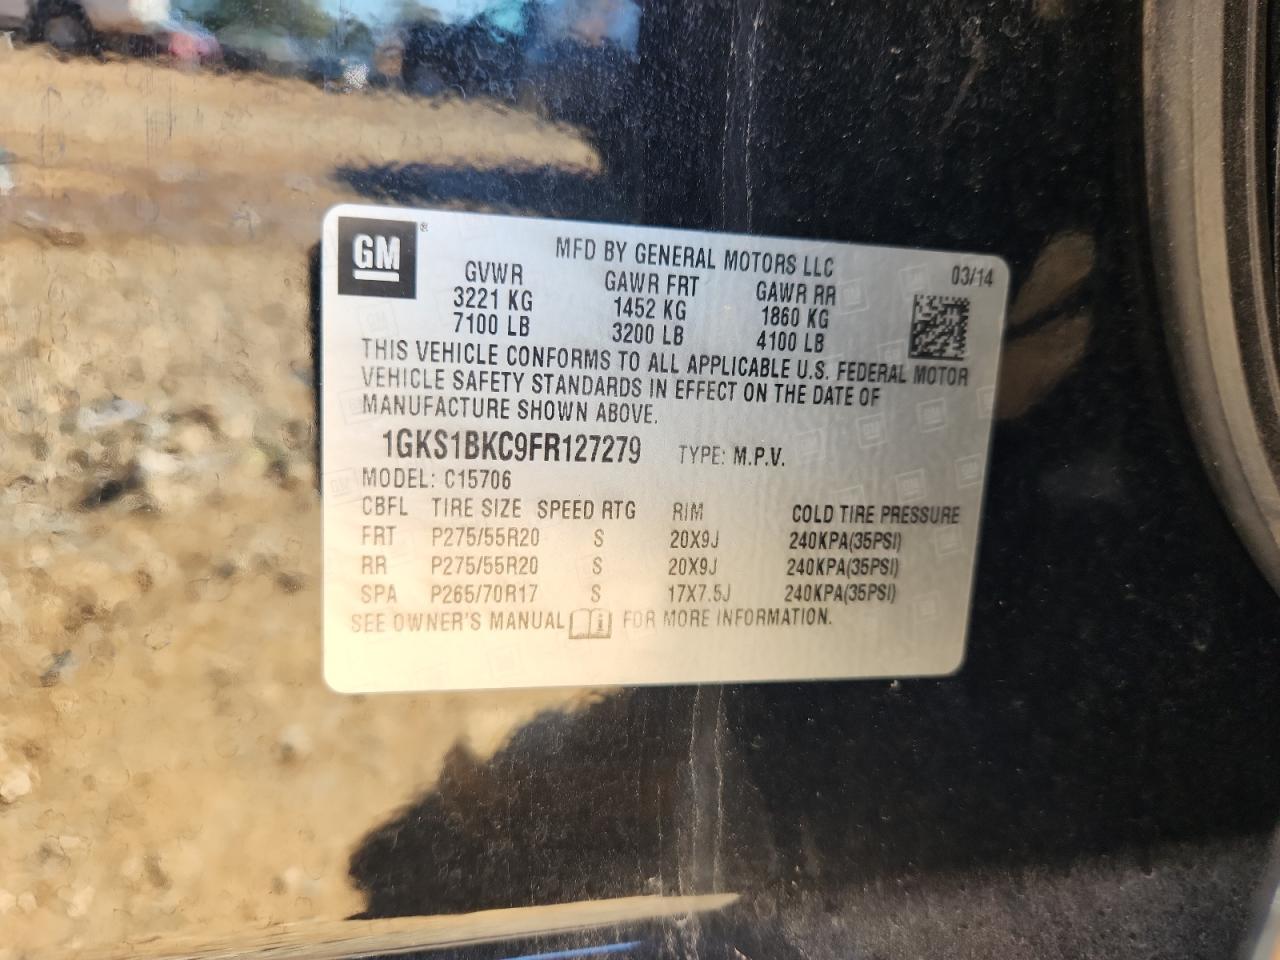 GM®
MFD BY GENERAL MOTORS LLC
03/14
GVWR GAWR FRT GAWR RR
3221 KG 1452 KG 1860 KG
7100 LB 3200 LB 4100 LB
THIS VEHICLE CONFORMS TO ALL APPLICABLE U.S. FEDERAL MOTOR
VEHICLE SAFETY STANDARDS IN EFFECT ON THE DATE OF
MANUFACTURE SHOWN ABOVE.
1GKS1BKC9FR127279 TYPE: M.P.V.
MODEL: C15706
CBFL TIRE SIZE SPEED RTG RIM COLD TIRE PRESSURE
FRT P275/55R20 S 20X9J 240KPA(35PSI)
RR P275/55R20 S 20X9J 240KPA(35PSI)
SPA P265/70R17 S 17X7.5J 240KPA(35PSI)
SEE OWNER'S MANUAL FOR MORE INFORMATION.